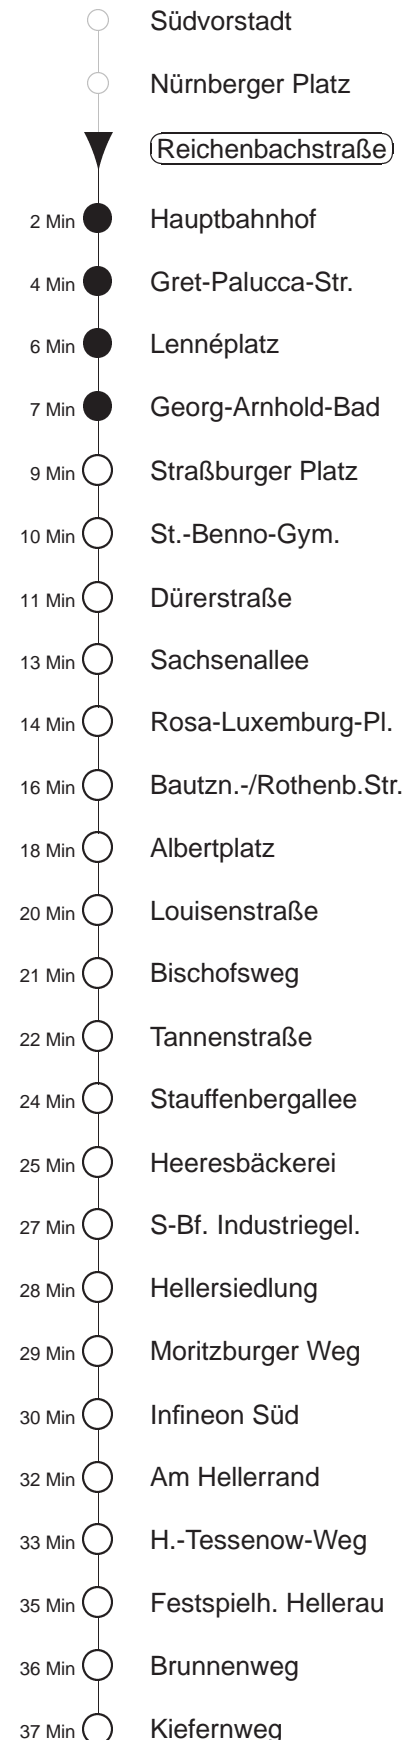 Südvorstadt
Nürnberger Platz
Reichenbachstraße
2 Min Hauptbahnhof
4 Min Gret-Palucca-Str.
6 Min Lennéplatz
7 Min Georg-Arnhold-Bad
9 Min Straßburger Platz
10 Min St.-Benno-Gym.
11 Min Dürerstraße
13 Min Sachsenallee
14 Min Rosa-Luxemburg-Pl.
16 Min Bautzn.-/Rothenb.Str.
18 Min Albertplatz
20 Min Louisenstraße
21 Min Bischofsweg
22 Min Tannenstraße
24 Min Stauffenbergallee
25 Min Heeresbäckerei
27 Min S-Bf. Industriegel.
28 Min Hellersiedlung
29 Min Moritzburger Weg
30 Min Infineon Süd
32 Min Am Hellerrand
33 Min H.-Tessenow-Weg
35 Min Festspielh. Hellerau
36 Min Brunnenweg
37 Min Kiefernweg